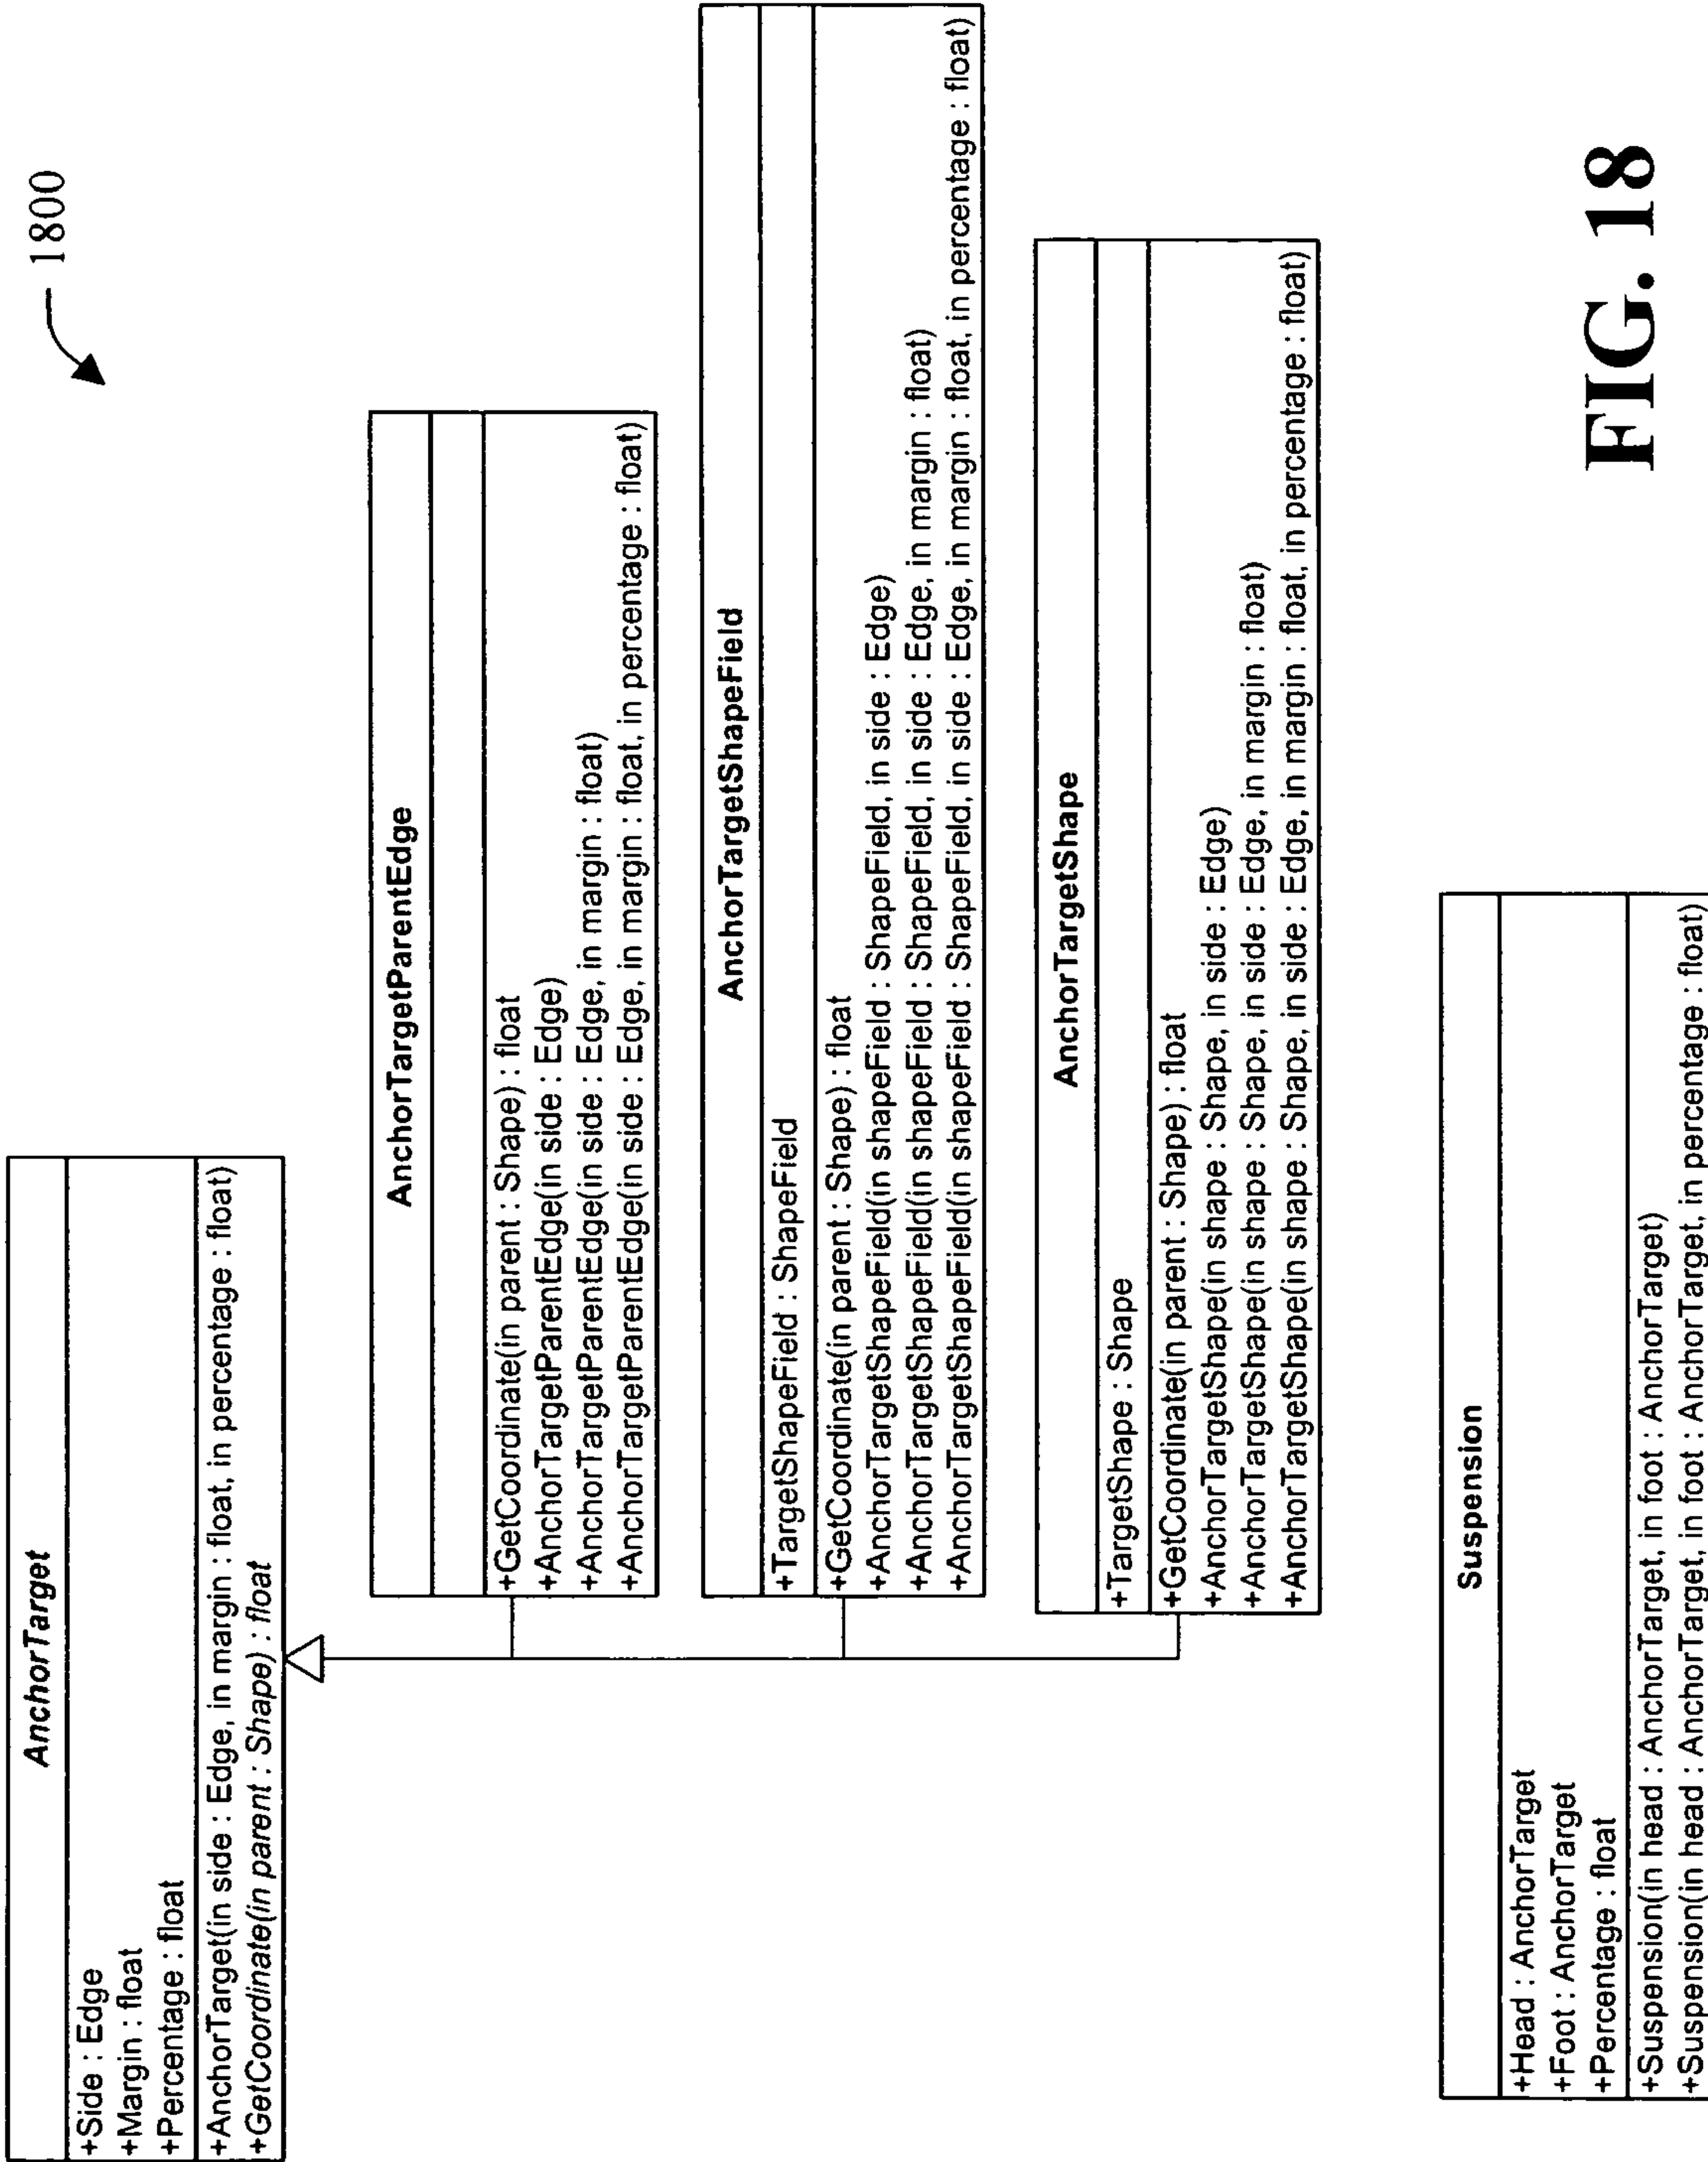 1800
AnchorTarget
+Side : Edge
+Margin : float
+Percentage : float
+AnchorTarget(in side : Edge, in margin : float, in percentage : float)
+GetCoordinate(in parent : Shape) : float
AnchorTargetParentEdge
+GetCoordinate(in parent : Shape) : float
+AnchorTargetParentEdge(in side : Edge)
+AnchorTargetParentEdge(in side : Edge, in margin : float)
+AnchorTargetParentEdge(in side : Edge, in margin : float, in percentage : float)
AnchorTargetShapeField
+TargetShapeField : ShapeField
+GetCoordinate(in parent : Shape) : float
+AnchorTargetShapeField(in shapeField : ShapeField, in side : Edge)
+AnchorTargetShapeField(in shapeField : ShapeField, in side : Edge, in margin : float)
+AnchorTargetShapeField(in shapeField : ShapeField, in side : Edge, in margin : float, in percentage : float)
AnchorTargetShape
+TargetShape : Shape
+GetCoordinate(in parent : Shape) : float
+AnchorTargetShape(in shape : Shape, in side : Edge)
+AnchorTargetShape(in shape : Shape, in side : Edge, in margin : float)
+AnchorTargetShape(in shape : Shape, in side : Edge, in margin : float, in percentage : float)
Suspension
+Head : AnchorTarget
+Foot : AnchorTarget
+Percentage : float
+Suspension(in head : AnchorTarget, in foot : AnchorTarget)
+Suspension(in head : AnchorTarget, in foot : AnchorTarget, in percentage : float)
FIG. 18